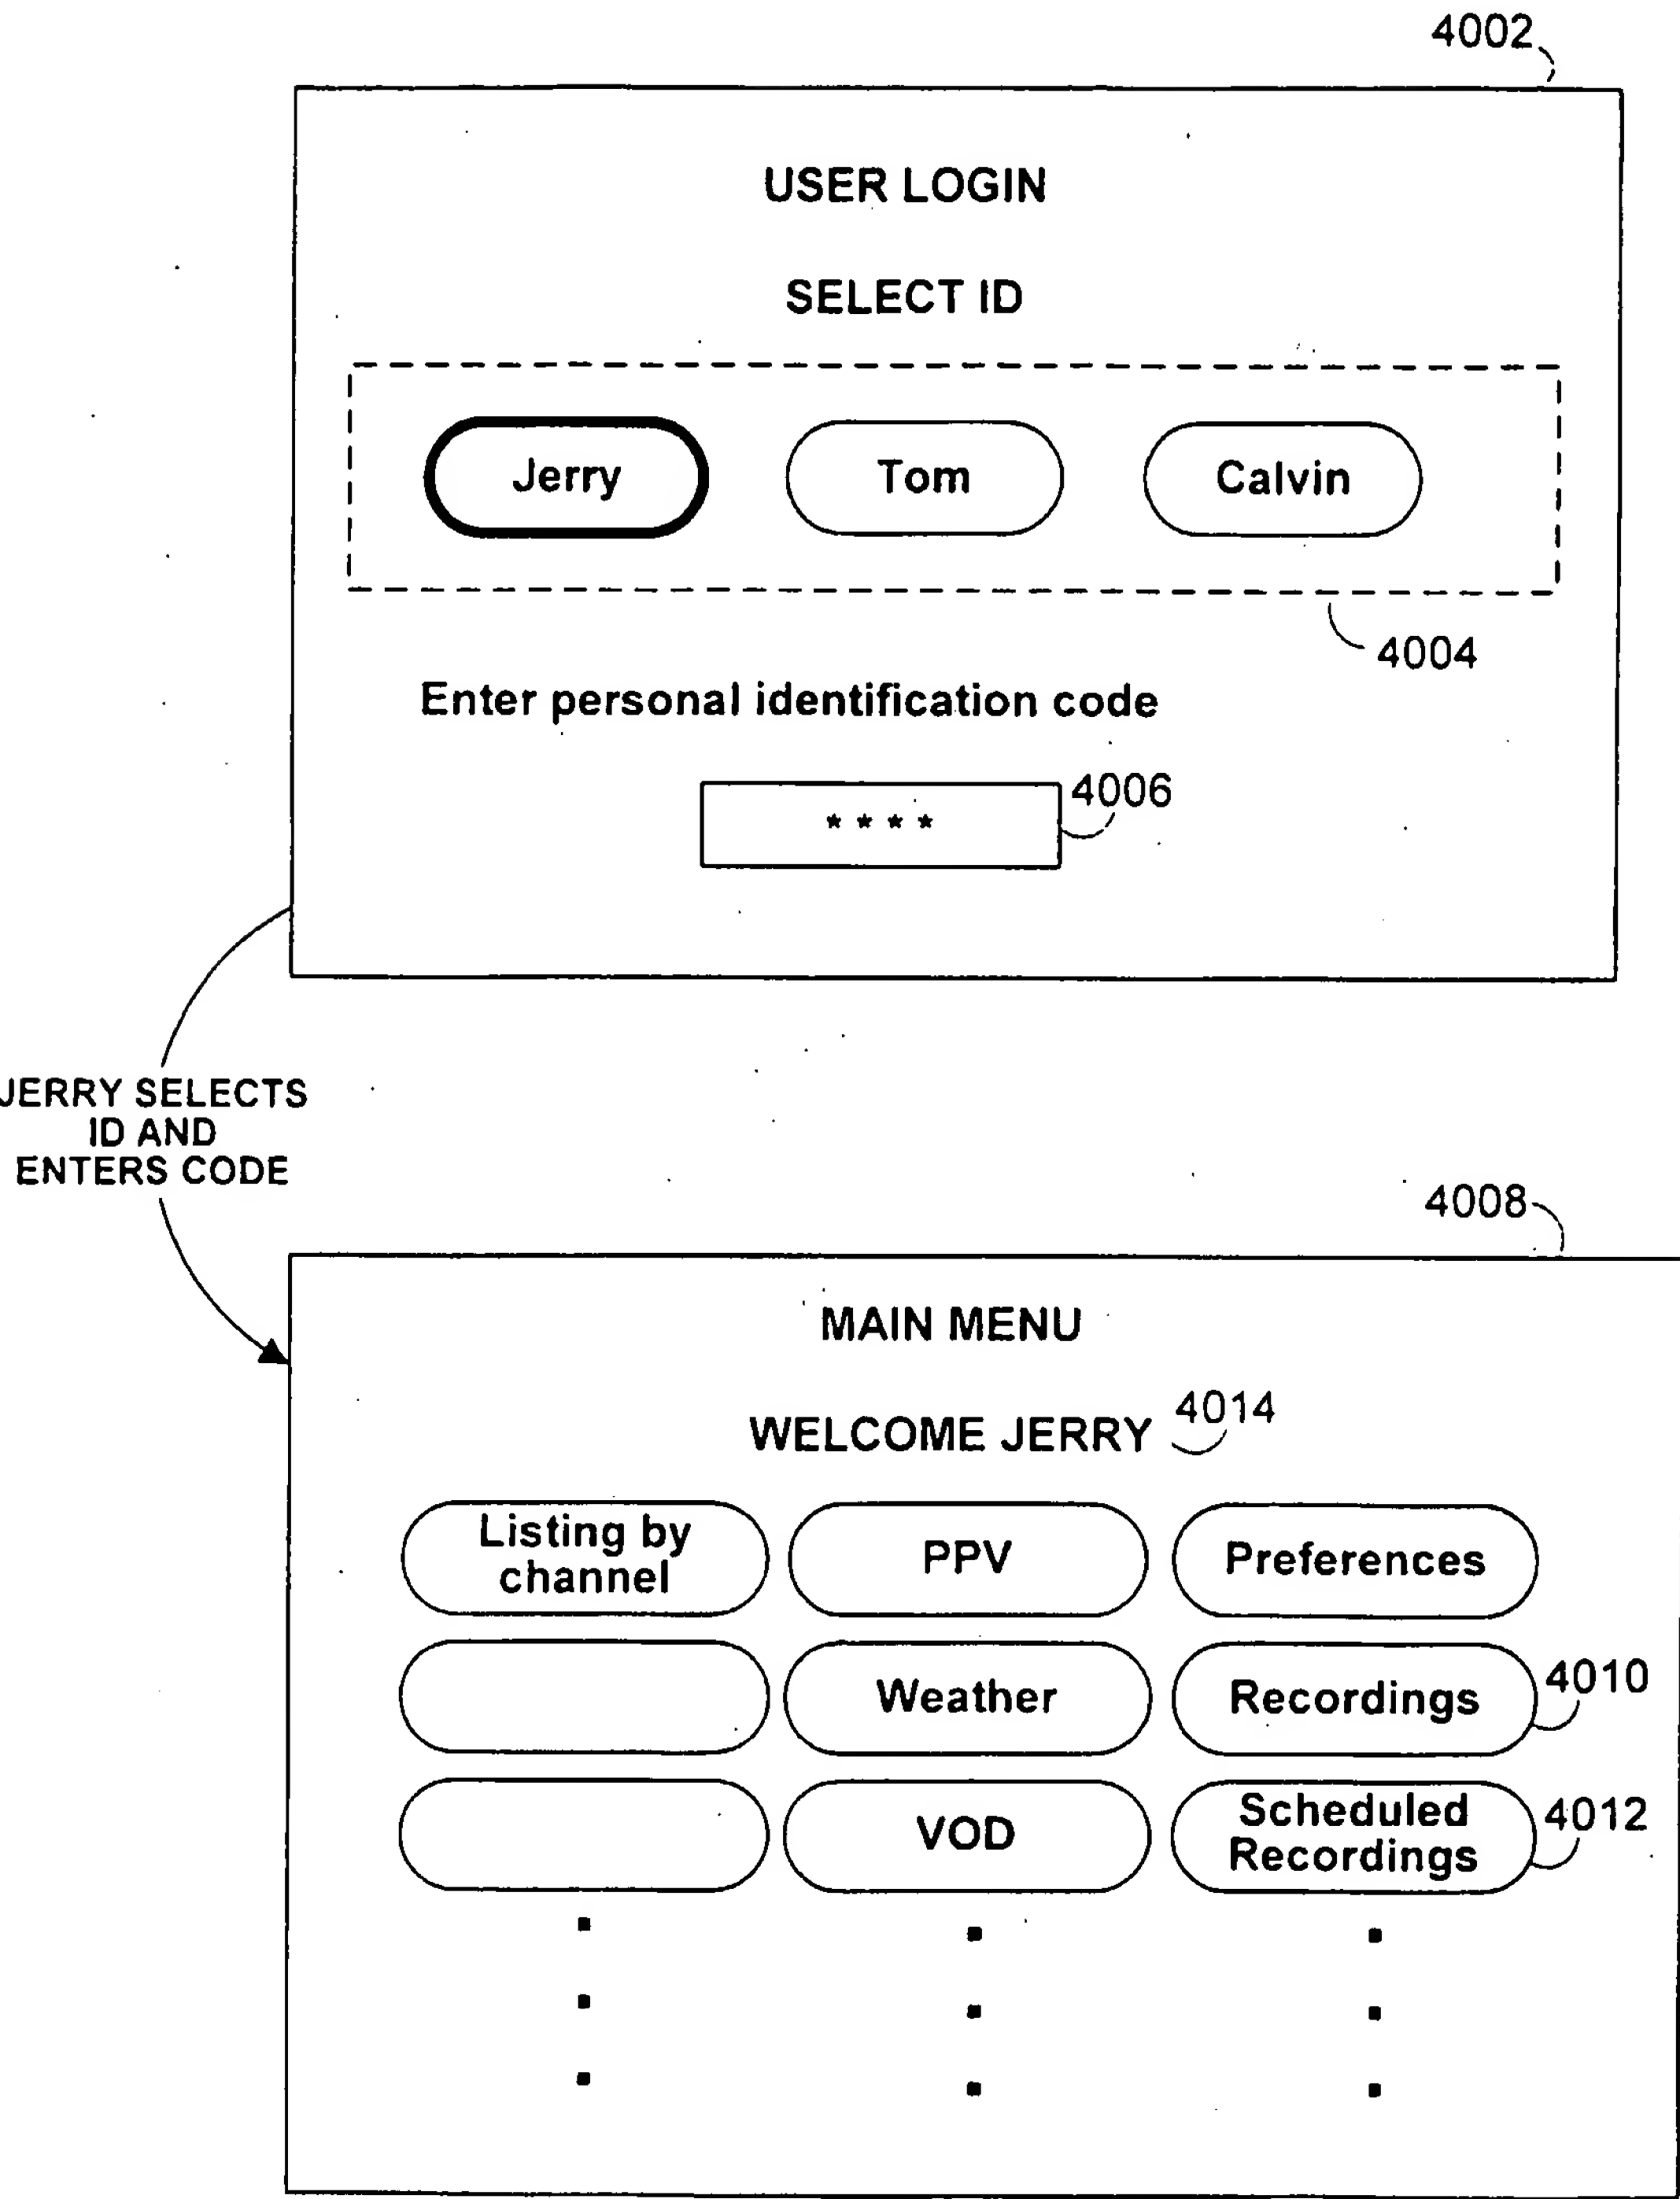 4002
USER LOGIN
SELECT ID
Jerry Tom Calvin
4004
Enter personal identification code
4006
* * * *
JERRY SELECTS
ID AND
ENTERS CODE
4008
MAIN MENU
WELCOME JERRY 4014
Listing by
channel
PPV
Preferences
Weather
Recordings
4010
VOD
Scheduled
Recordings
4012